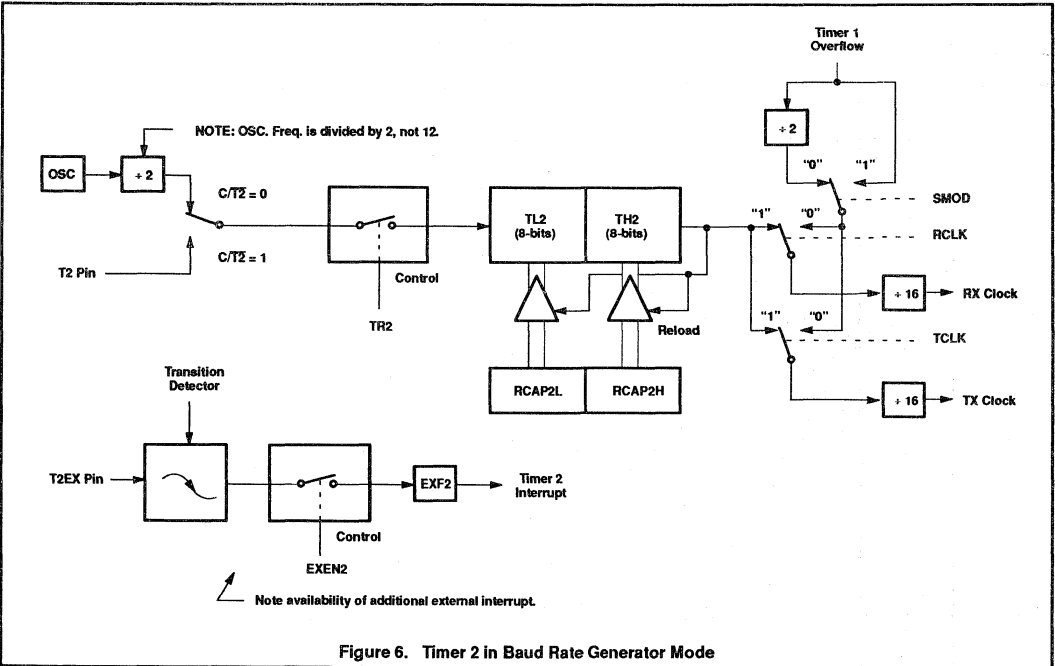 Timer 1
Overflow
÷ 2
"0"
"1"
SMOD
NOTE: OSC. Freq. is divided by 2, not 12.
OSC
÷ 2
C/T2̅ = 0
C/T2̅ = 1
T2 Pin
Control
TR2
TL2
(8-bits)
TH2
(8-bits)
Reload
RCAP2L
RCAP2H
"1"
"0"
RCLK
÷ 16
RX Clock
"1"
"0"
TCLK
÷ 16
TX Clock
Transition
Detector
T2EX Pin
Control
EXEN2
EXF2
Timer 2
Interrupt
Note availability of additional external interrupt.
Figure 6. Timer 2 in Baud Rate Generator Mode